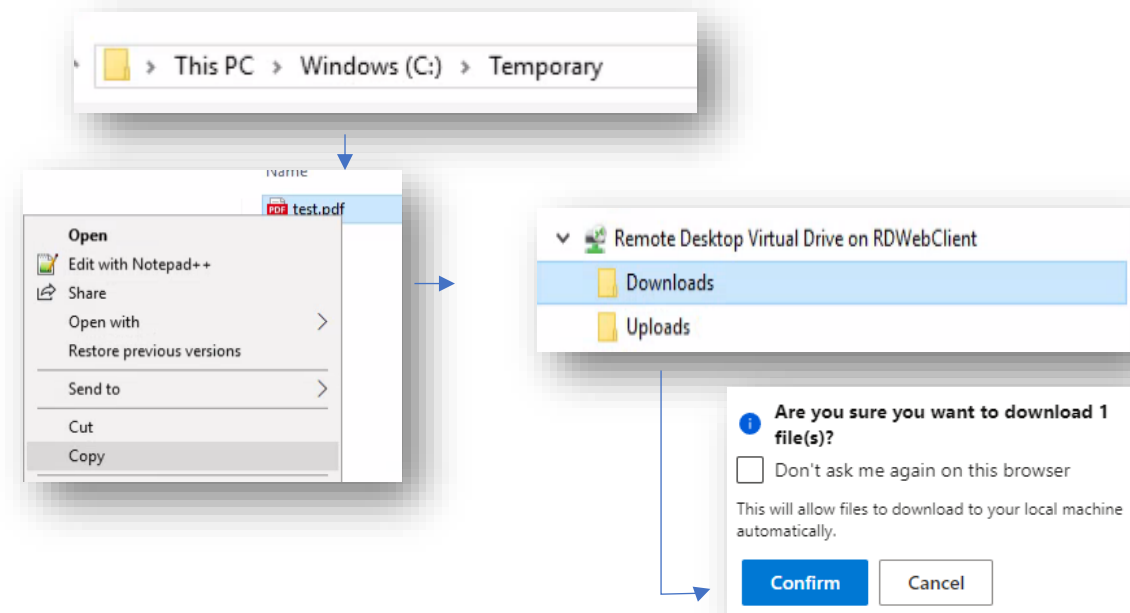 This PC > Windows (C:) > Temporary
Name
PDF test.pdf
Open
Edit with Notepad++
Share
Open with
Restore previous versions
Send to
Cut
Copy
Remote Desktop Virtual Drive on RDWebClient
Downloads
Uploads
Are you sure you want to download 1
file(s)?
Don't ask me again on this browser
This will allow files to download to your local machine
automatically.
Confirm Cancel